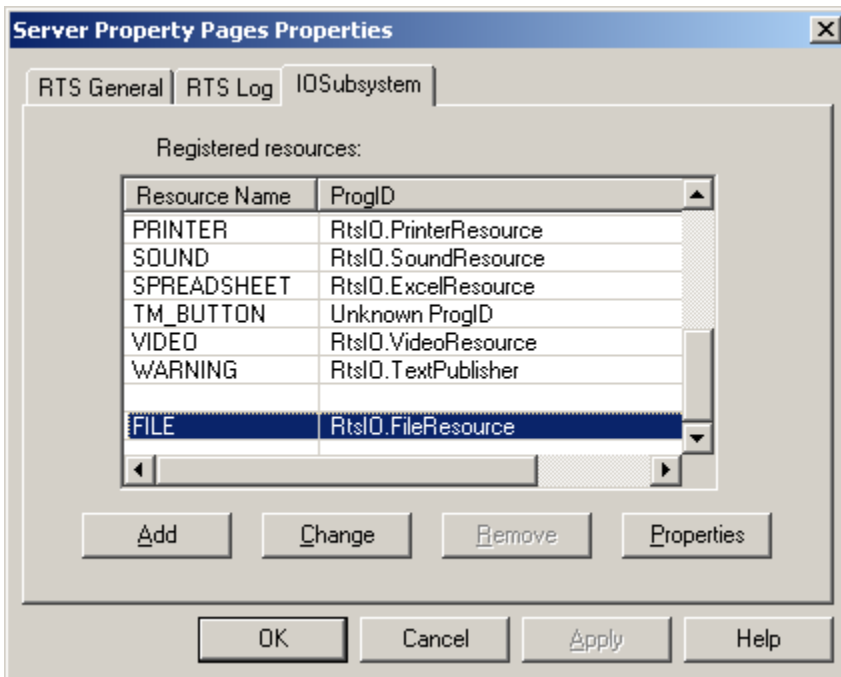 Server Property Pages Properties
RTS General RTS Log IOSubsystem
Registered resources:
Resource Name ProgID
PRINTER RtsIO.PrinterResource
SOUND RtsIO.SoundResource
SPREADSHEET RtsIO.ExcelResource
TM_BUTTON Unknown ProgID
VIDEO RtsIO.VideoResource
WARNING RtsIO.TextPublisher
FILE RtsIO.FileResource
Add Change Remove Properties
OK Cancel Apply Help